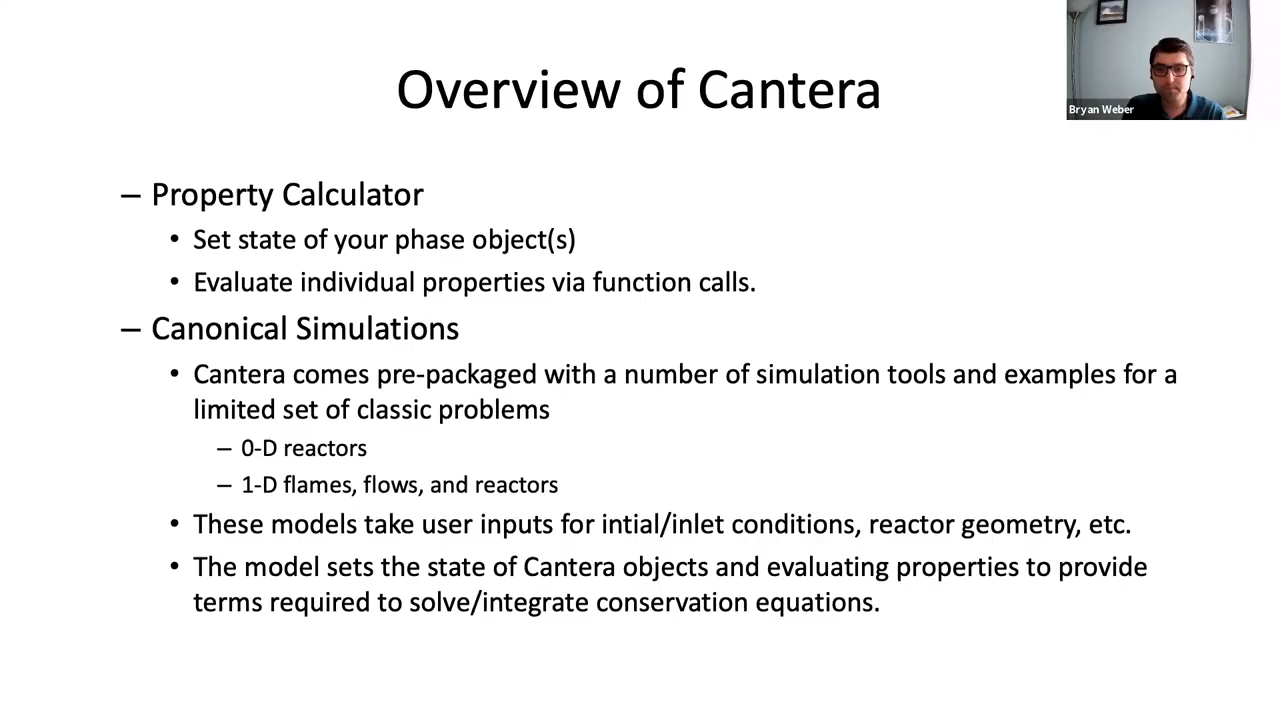 Overview of Cantera
Bryan Weber
– Property Calculator
• Set state of your phase object(s)
• Evaluate individual properties via function calls.
– Canonical Simulations
• Cantera comes pre-packaged with a number of simulation tools and examples for a
limited set of classic problems
– 0-D reactors
– 1-D flames, flows, and reactors
• These models take user inputs for intial/inlet conditions, reactor geometry, etc.
• The model sets the state of Cantera objects and evaluating properties to provide
terms required to solve/integrate conservation equations.